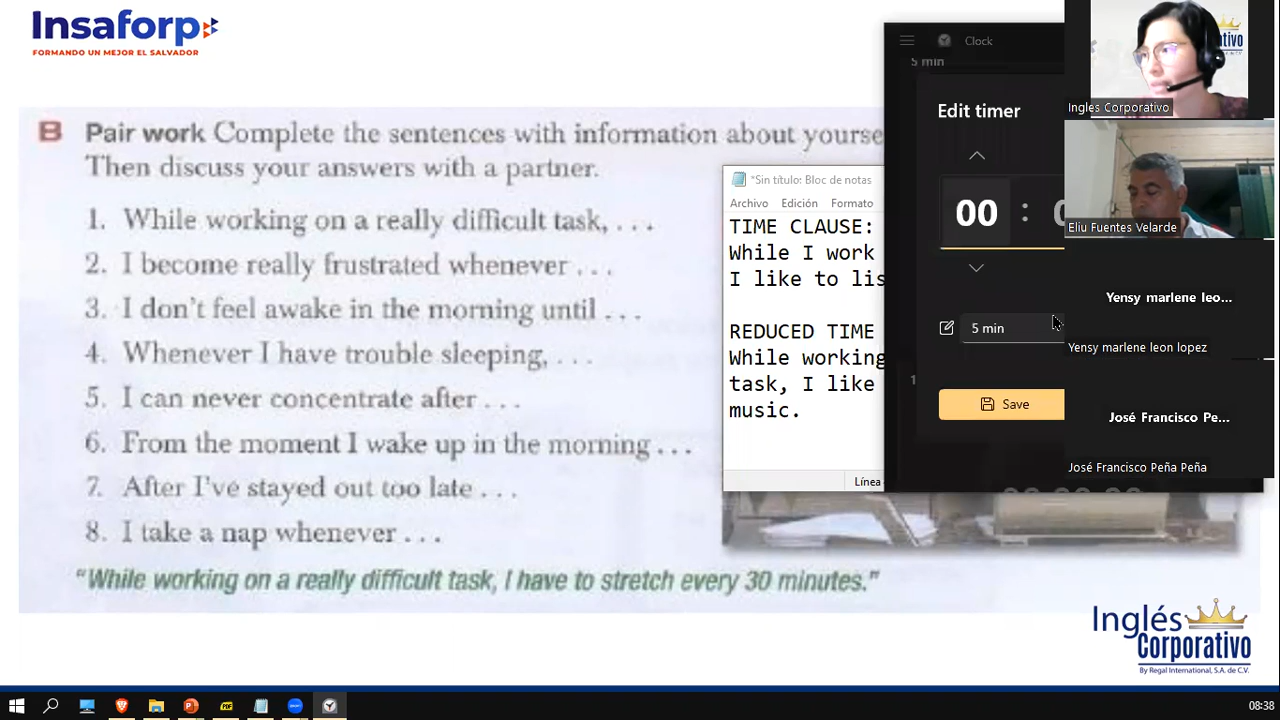 Insaforp
FORMANDO UN MEJOR EL SALVADOR
B Pair work Complete the sentences with information about yourse
Then discuss your answers with a partner.
1. While working on a really difficult task, . . .
2. I become really frustrated whenever . . .
3. I don't feel awake in the morning until . . .
4. Whenever I have trouble sleeping, . . .
5. I can never concentrate after . . .
6. From the moment I wake up in the morning . . .
7. After I've stayed out too late . . .
8. I take a nap whenever . . .
"While working on a really difficult task, I have to stretch every 30 minutes."
*Sin título: Bloc de notas
Archivo Edición Formato
TIME CLAUSE:
While I work
I like to lis
REDUCED TIME
While working
task, I like
music.
Línea
Clock
5 min
Edit timer
00 : 0
5 min
Save
Ingles Corporativo
Eliu Fuentes Velarde
Yensy marlene leo...
Yensy marlene leon lopez
José Francisco Pe...
José Francisco Peña Peña
Inglés
Corporativo
By Regal International, S.A. de C.V.
08:38